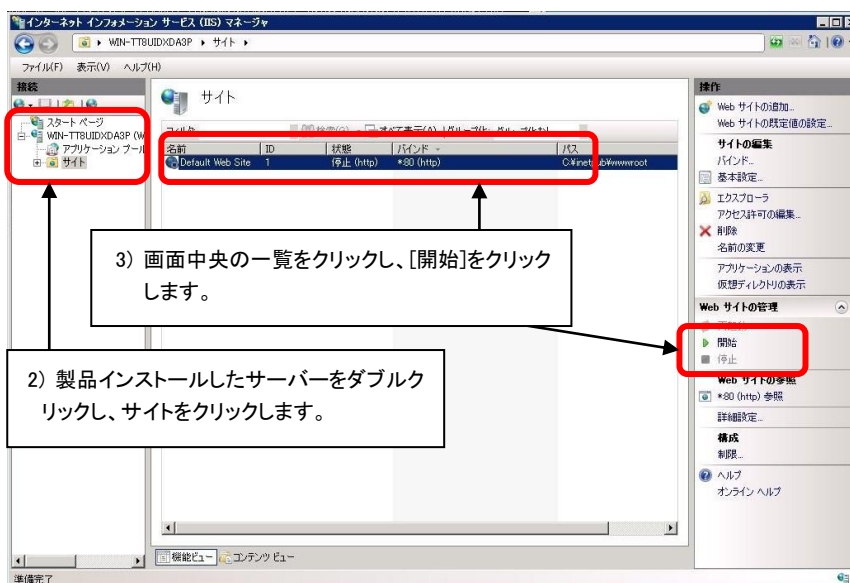 インターネット インフォメーション サービス (IIS) マネージャ
WIN-TT8UIDXDA3P ▸ サイト ▸
ファイル(F) 表示(V) ヘルプ(H)
接続
スタート ページ
WIN-TT8UIDXDA3P (W
アプリケーション プール
サイト
サイト
名前 ID 状態 バインド パス
Default Web Site 1 停止 (http) *:80 (http)
3) 画面中央の一覧をクリックし、[開始]をクリック
します。
2) 製品インストールしたサーバーをダブルク
リックし、サイトをクリックします。
機能ビュー コンテンツ ビュー
準備完了
操作
Web サイトの追加...
Web サイトの既定値の設定...
サイトの編集
バインド...
基本設定...
エクスプローラ
アクセス許可の編集...
削除
名前の変更
アプリケーションの表示
仮想ディレクトリの表示
Web サイトの管理
開始
停止
Web サイトの参照
*:80 (http) 参照
詳細設定...
構成
制限...
ヘルプ
オンライン ヘルプ